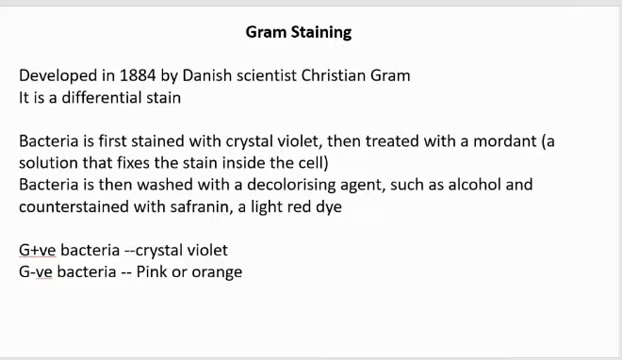 Gram Staining
Developed in 1884 by Danish scientist Christian Gram
It is a differential stain
Bacteria is first stained with crystal violet, then treated with a mordant (a
solution that fixes the stain inside the cell)
Bacteria is then washed with a decolorising agent, such as alcohol and
counterstained with safranin, a light red dye
G+ve bacteria --crystal violet
G-ve bacteria -- Pink or orange